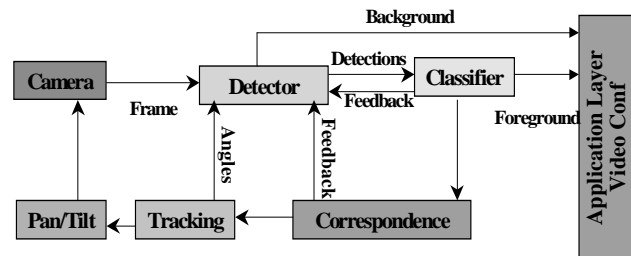 Background
Detections
Camera
Detector
Classifier
Frame
Feedback
Foreground
Angles
Feedback
Application Layer
Video Conf
Pan/Tilt
Tracking
Correspondence